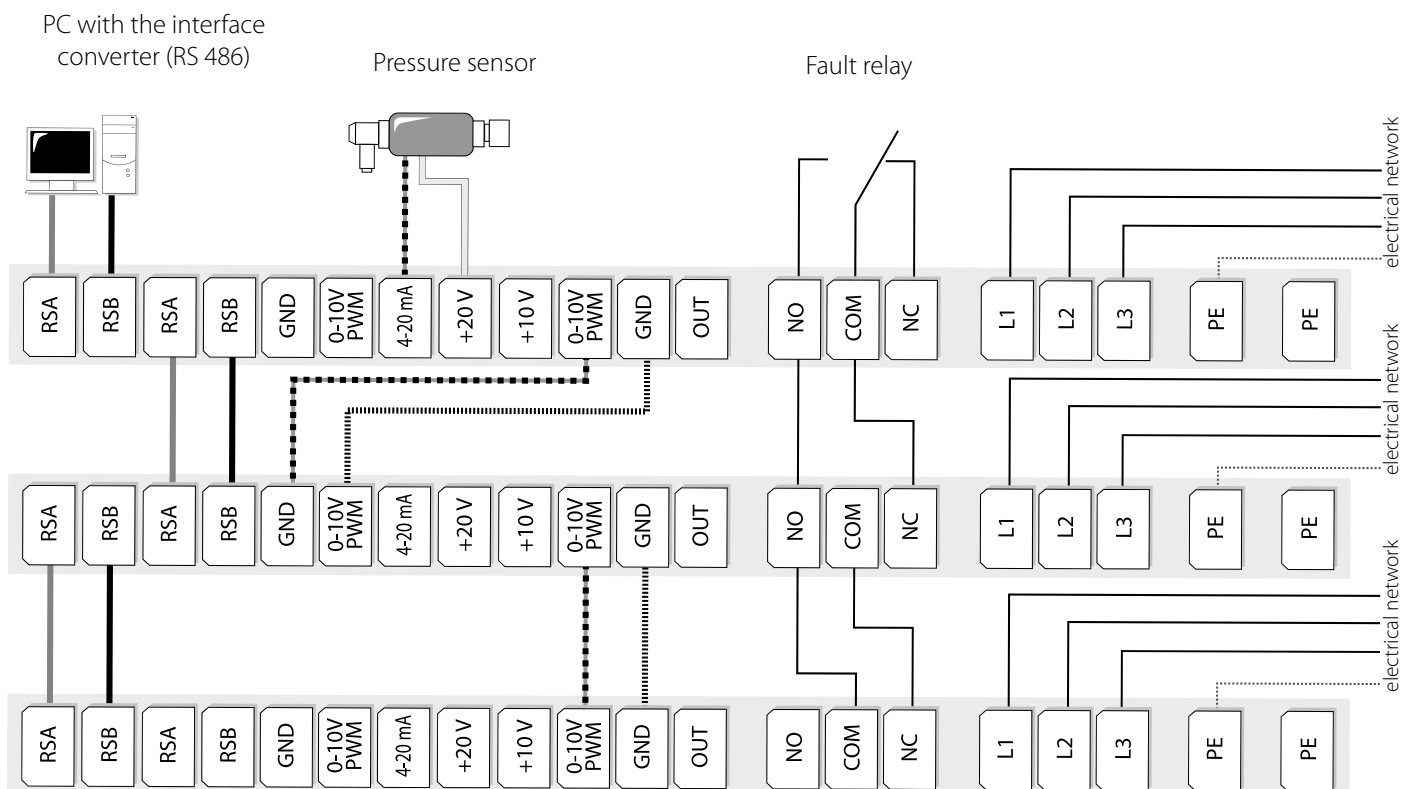 PC with the interface
converter (RS 486)
Pressure sensor
Fault relay
electrical network
RSA
RSB
RSA
RSB
GND
0-10V
PWM
4-20 mA
+20 V
+10 V
0-10V
PWM
GND
OUT
NO
COM
NC
L1
L2
L3
PE
PE
electrical network
RSA
RSB
RSA
RSB
GND
0-10V
PWM
4-20 mA
+20 V
+10 V
0-10V
PWM
GND
OUT
NO
COM
NC
L1
L2
L3
PE
PE
electrical network
RSA
RSB
RSA
RSB
GND
0-10V
PWM
4-20 mA
+20 V
+10 V
0-10V
PWM
GND
OUT
NO
COM
NC
L1
L2
L3
PE
PE